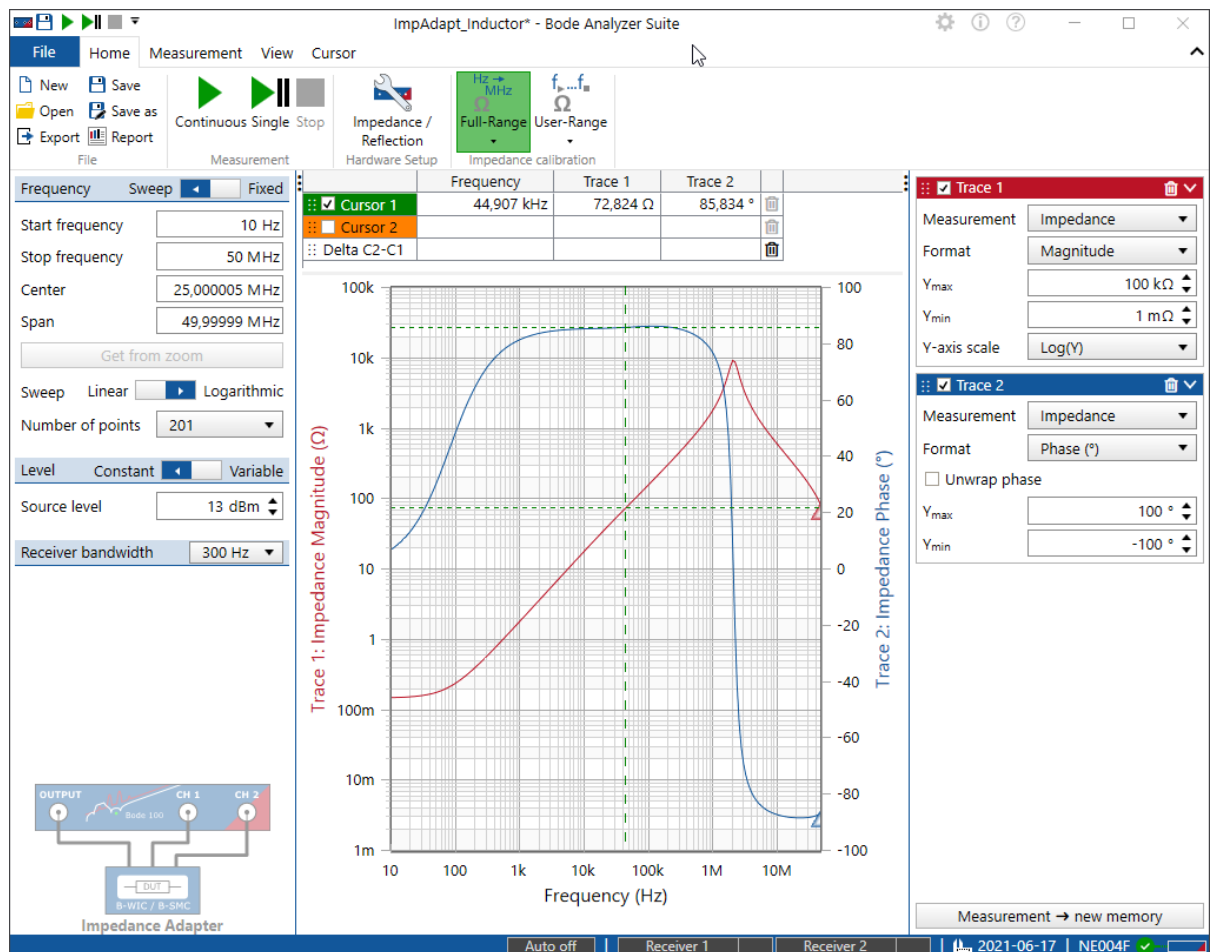 ImpAdapt_Inductor* - Bode Analyzer Suite
File Home Measurement View Cursor
New Save
Open Save as
Export Report
File
Continuous Single Stop
Measurement
Impedance /
Reflection
Hardware Setup
Hz → MHz
Ω
Full-Range
f▸...f■
Ω
User-Range
Impedance calibration
Frequency Sweep Fixed
Start frequency 10 Hz
Stop frequency 50 MHz
Center 25,000005 MHz
Span 49,99999 MHz
Get from zoom
Sweep Linear Logarithmic
Number of points 201
Level Constant Variable
Source level 13 dBm
Receiver bandwidth 300 Hz
OUTPUT CH 1 CH 2
Bode 100
DUT
B-WIC / B-SMC
Impedance Adapter
Frequency Trace 1 Trace 2
Cursor 1 44,907 kHz 72,824 Ω 85,834 °
Cursor 2
Delta C2-C1
Trace 1: Impedance Magnitude (Ω)
100k
10k
1k
100
10
1
100m
10m
1m
100
80
60
40
20
0
-20
-40
-60
-80
-100
Trace 2: Impedance Phase (°)
10 100 1k 10k 100k 1M 10M
Frequency (Hz)
Trace 1
Measurement Impedance
Format Magnitude
Ymax 100 kΩ
Ymin 1 mΩ
Y-axis scale Log(Y)
Trace 2
Measurement Impedance
Format Phase (°)
Unwrap phase
Ymax 100 °
Ymin -100 °
Measurement → new memory
Auto off Receiver 1 Receiver 2 2021-06-17 NE004F